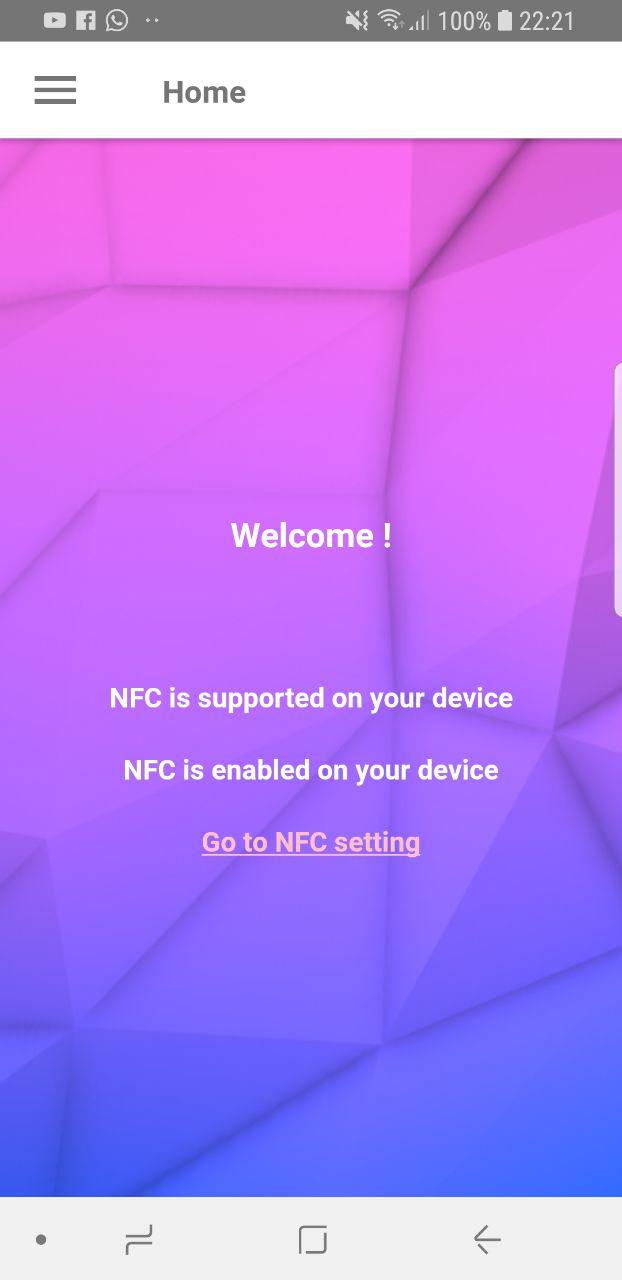 100% 22:21
Home
Welcome !
NFC is supported on your device
NFC is enabled on your device
Go to NFC setting